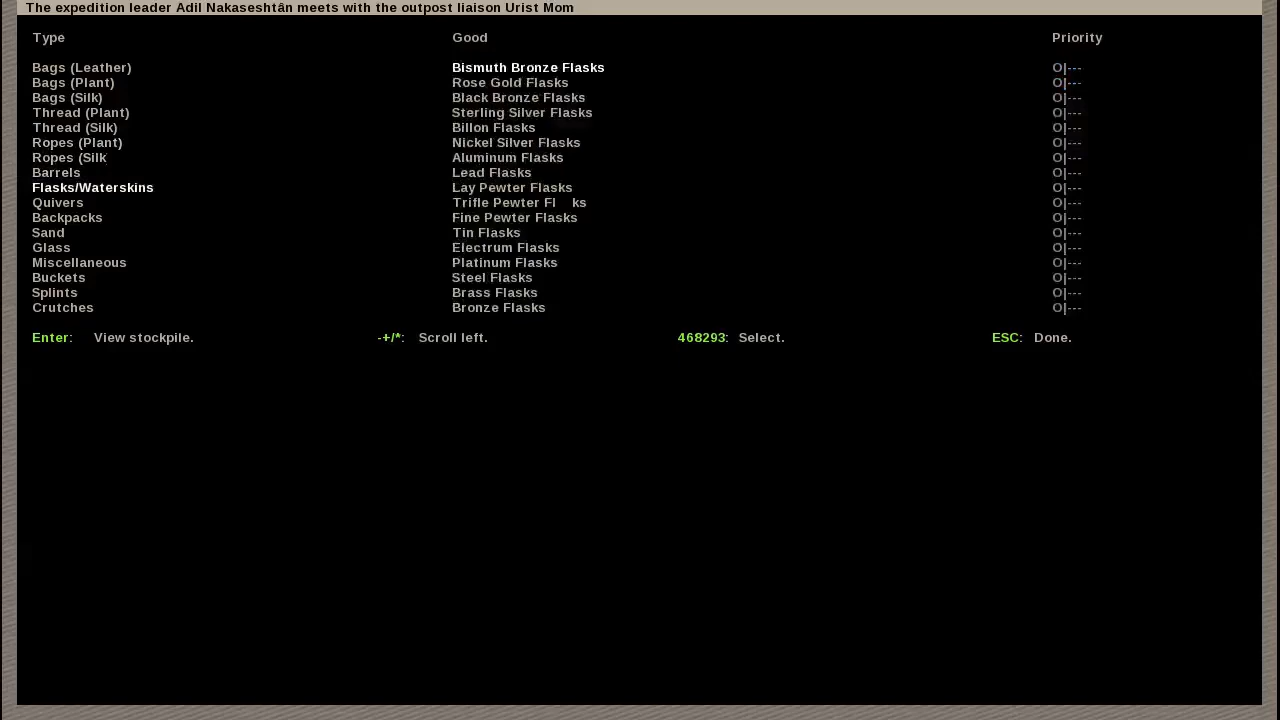 The expedition leader Adil Nakaseshtân meets with the outpost liaison Urist Mom
Type Good Priority
Bags (Leather) Bismuth Bronze Flasks O|---
Bags (Plant) Rose Gold Flasks O|---
Bags (Silk) Black Bronze Flasks O|---
Thread (Plant) Sterling Silver Flasks O|---
Thread (Silk) Billon Flasks O|---
Ropes (Plant) Nickel Silver Flasks O|---
Ropes (Silk Aluminum Flasks O|---
Barrels Lead Flasks O|---
Flasks/Waterskins Lay Pewter Flasks O|---
Quivers Trifle Pewter Fl ks O|---
Backpacks Fine Pewter Flasks O|---
Sand Tin Flasks O|---
Glass Electrum Flasks O|---
Miscellaneous Platinum Flasks O|---
Buckets Steel Flasks O|---
Splints Brass Flasks O|---
Crutches Bronze Flasks O|---
Enter: View stockpile. -+/*: Scroll left. 468293: Select. ESC: Done.